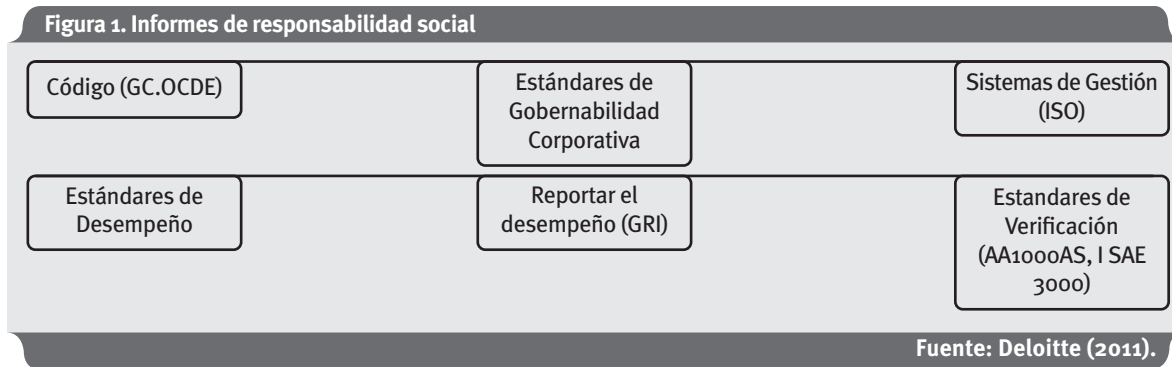 Figura 1. Informes de responsabilidad social
Código (GC.OCDE)
Estándares de
Gobernabilidad
Corporativa
Sistemas de Gestión
(ISO)
Estándares de
Desempeño
Reportar el
desempeño (GRI)
Estandares de
Verificación
(AA1000AS, I SAE
3000)
Fuente: Deloitte (2011).